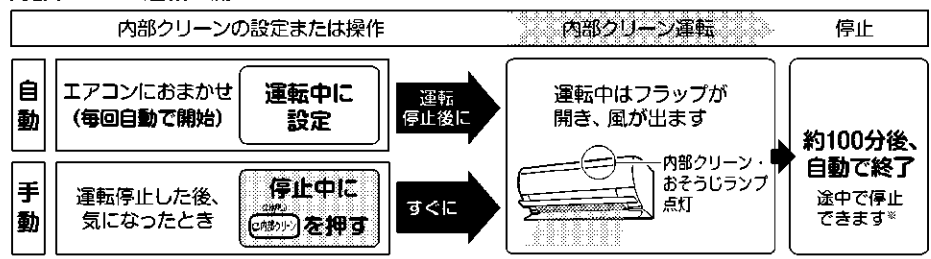 内部クリーンの設定または操作
内部クリーン運転
停止
自動
エアコンにおまかせ
(毎回自動で開始)
運転中に
設定
運転
停止後に
手動
運転停止した後、
気になったとき
停止中に
内部クリーン を押す
すぐに
運転中はフラップが
開き、風が出ます
内部クリーン・
おそうじランプ
点灯
約100分後、
自動で終了
途中で停止
できます※